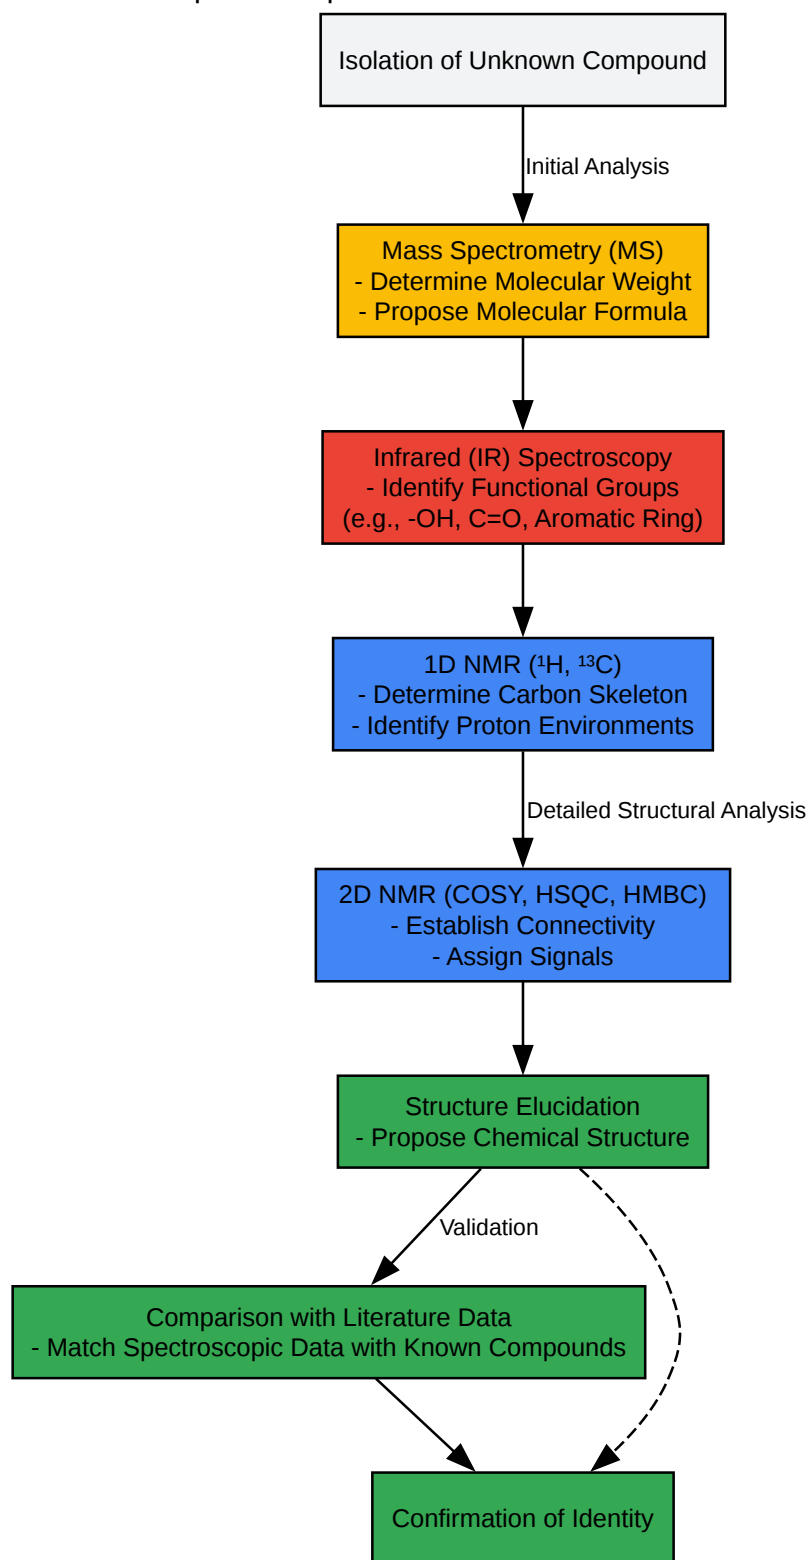 Isolation of Unknown Compound
Initial Analysis
Mass Spectrometry (MS)
- Determine Molecular Weight
- Propose Molecular Formula
Infrared (IR) Spectroscopy
- Identify Functional Groups
(e.g., -OH, C=O, Aromatic Ring)
1D NMR (¹H, ¹³C)
- Determine Carbon Skeleton
- Identify Proton Environments
Detailed Structural Analysis
2D NMR (COSY, HSQC, HMBC)
- Establish Connectivity
- Assign Signals
Structure Elucidation
- Propose Chemical Structure
Validation
Comparison with Literature Data
- Match Spectroscopic Data with Known Compounds
Confirmation of Identity